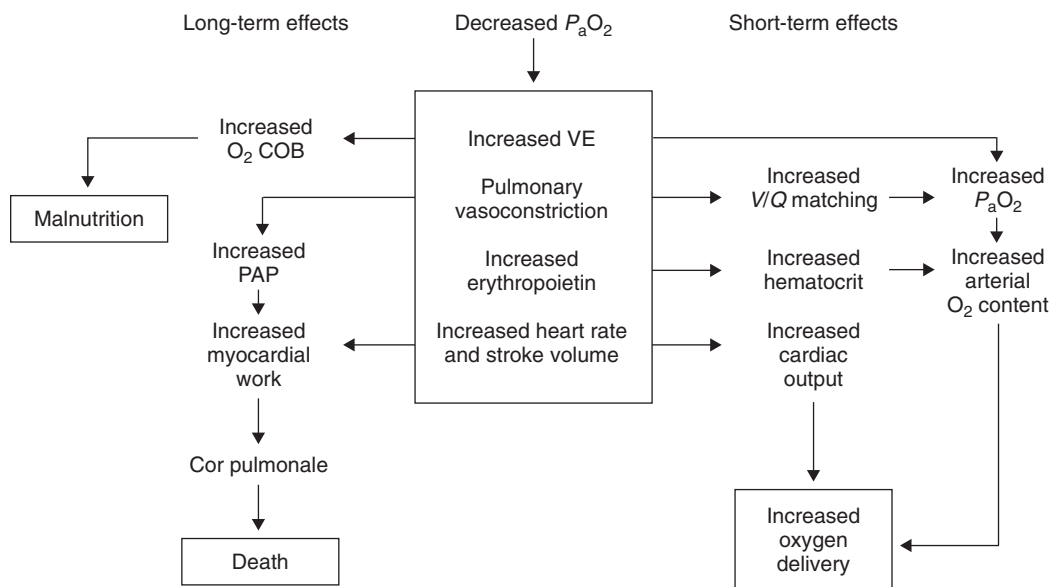 Long-term effects
Decreased PaO2
Short-term effects
Increased
O2 COB
Increased VE
Malnutrition
Pulmonary
vasoconstriction
Increased
V/Q matching
Increased
PaO2
Increased
PAP
Increased
erythropoietin
Increased
hematocrit
Increased
arterial
O2 content
Increased
myocardial
work
Increased heart rate
and stroke volume
Increased
cardiac
output
Cor pulmonale
Death
Increased
oxygen
delivery